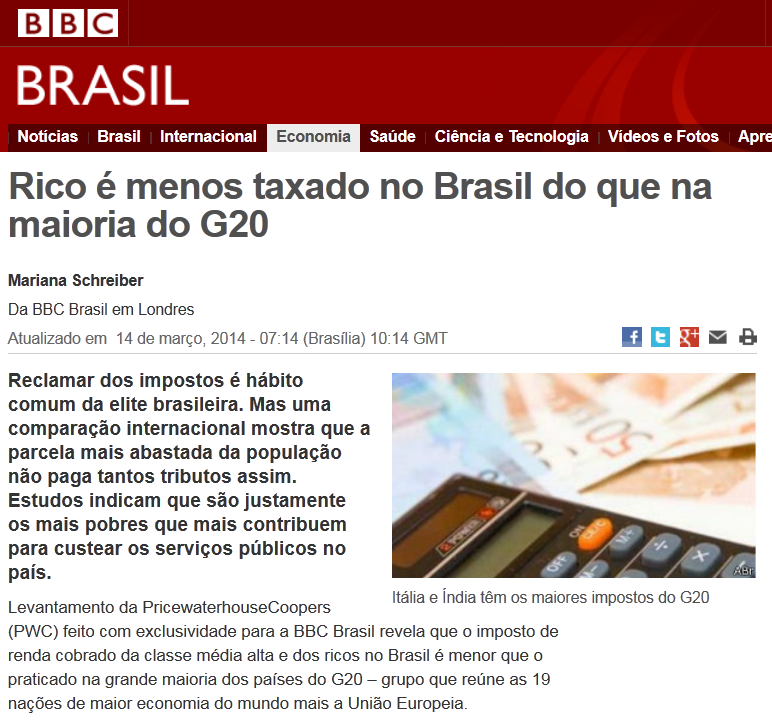 BBC
BRASIL
Notícias Brasil Internacional Economia Saúde Ciência e Tecnologia Vídeos e Fotos Apre
Rico é menos taxado no Brasil do que na
maioria do G20
Mariana Schreiber
Da BBC Brasil em Londres
Atualizado em 14 de março, 2014 - 07:14 (Brasília) 10:14 GMT
Reclamar dos impostos é hábito
comum da elite brasileira. Mas uma
comparação internacional mostra que a
parcela mais abastada da população
não paga tantos tributos assim.
Estudos indicam que são justamente
os mais pobres que mais contribuem
para custear os serviços públicos no
país.
50
POWER
ON
CE/C
OFF
M+
M-
÷
×
ABr
Itália e Índia têm os maiores impostos do G20
Levantamento da PricewaterhouseCoopers
(PWC) feito com exclusividade para a BBC Brasil revela que o imposto de
renda cobrado da classe média alta e dos ricos no Brasil é menor que o
praticado na grande maioria dos países do G20 – grupo que reúne as 19
nações de maior economia do mundo mais a União Europeia.